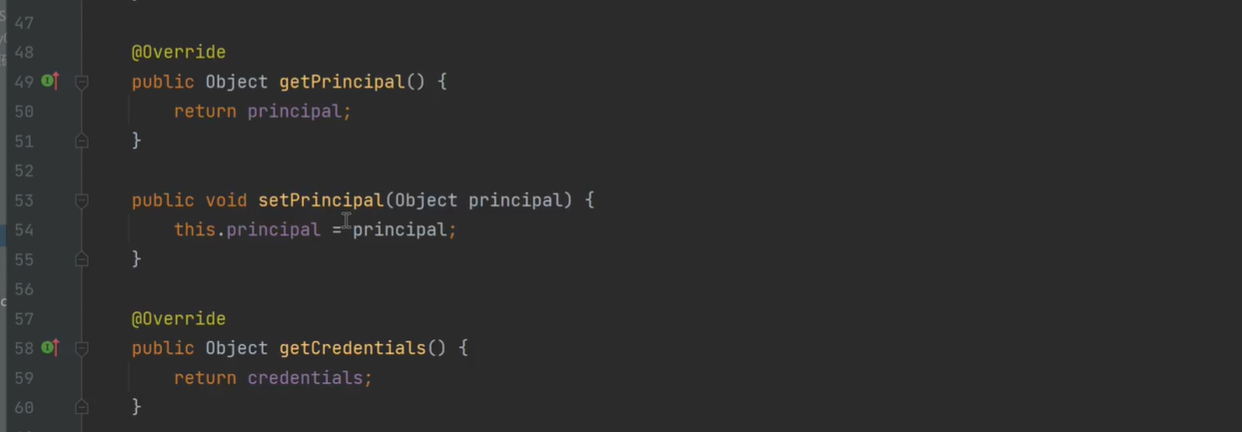 47
48 @Override
49 public Object getPrincipal() {
50 return principal;
51 }
52
53 public void setPrincipal(Object principal) {
54 this.principal = principal;
55 }
56
57 @Override
58 public Object getCredentials() {
59 return credentials;
60 }